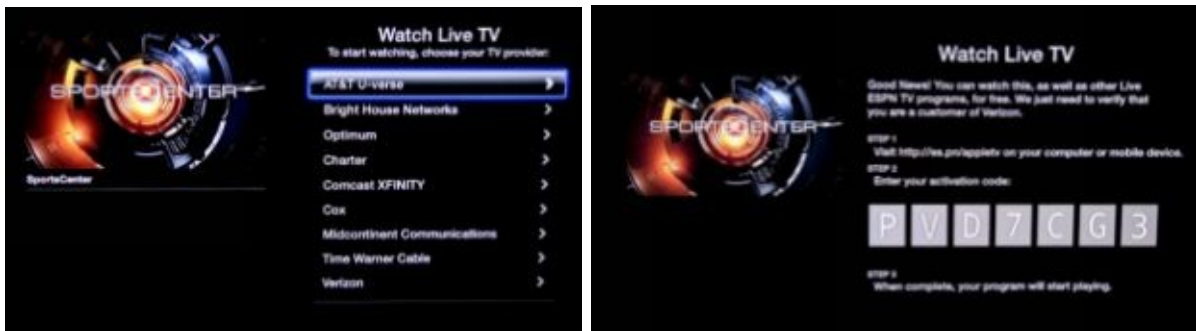 SPORTSCENTER
SportsCenter
Watch Live TV
To start watching, choose your TV provider:
AT&T U-verse
Bright House Networks
Optimum
Charter
Comcast XFINITY
Cox
Midcontinent Communications
Time Warner Cable
Verizon
SPORTSCENTER
Watch Live TV
Good News! You can watch this, as well as other Live
ESPN TV programs, for free. We just need to verify that
you are a customer of Verizon.
STEP 1
Visit http://es.pn/appletv on your computer or mobile device.
STEP 2
Enter your activation code:
P V D 7 C G 3
STEP 3
When complete, your program will start playing.